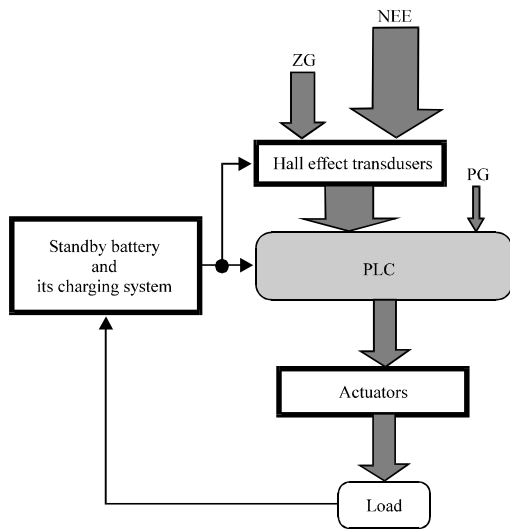 NEE
ZG
Hall effect transdusers
PG
Standby battery
and
its charging system
PLC
Actuators
Load